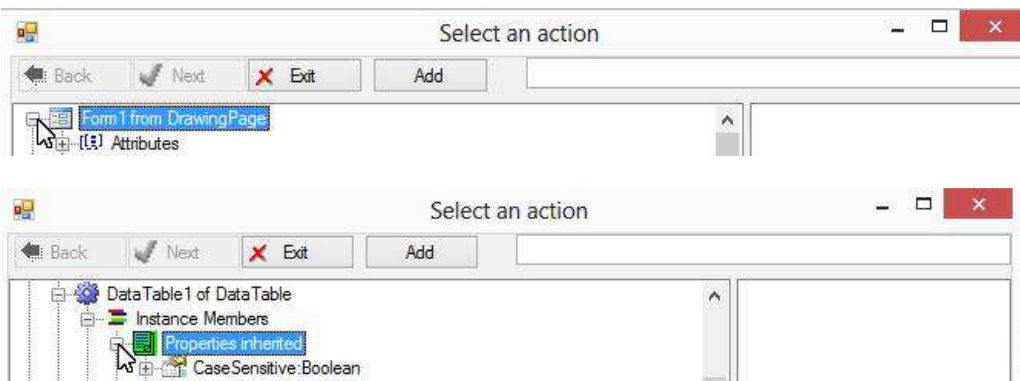 Select an action
Back Next Exit Add
Form1 from DrawingPage
Attributes
Select an action
Back Next Exit Add
DataTable1 of DataTable
Instance Members
Properties inherited
CaseSensitive:Boolean